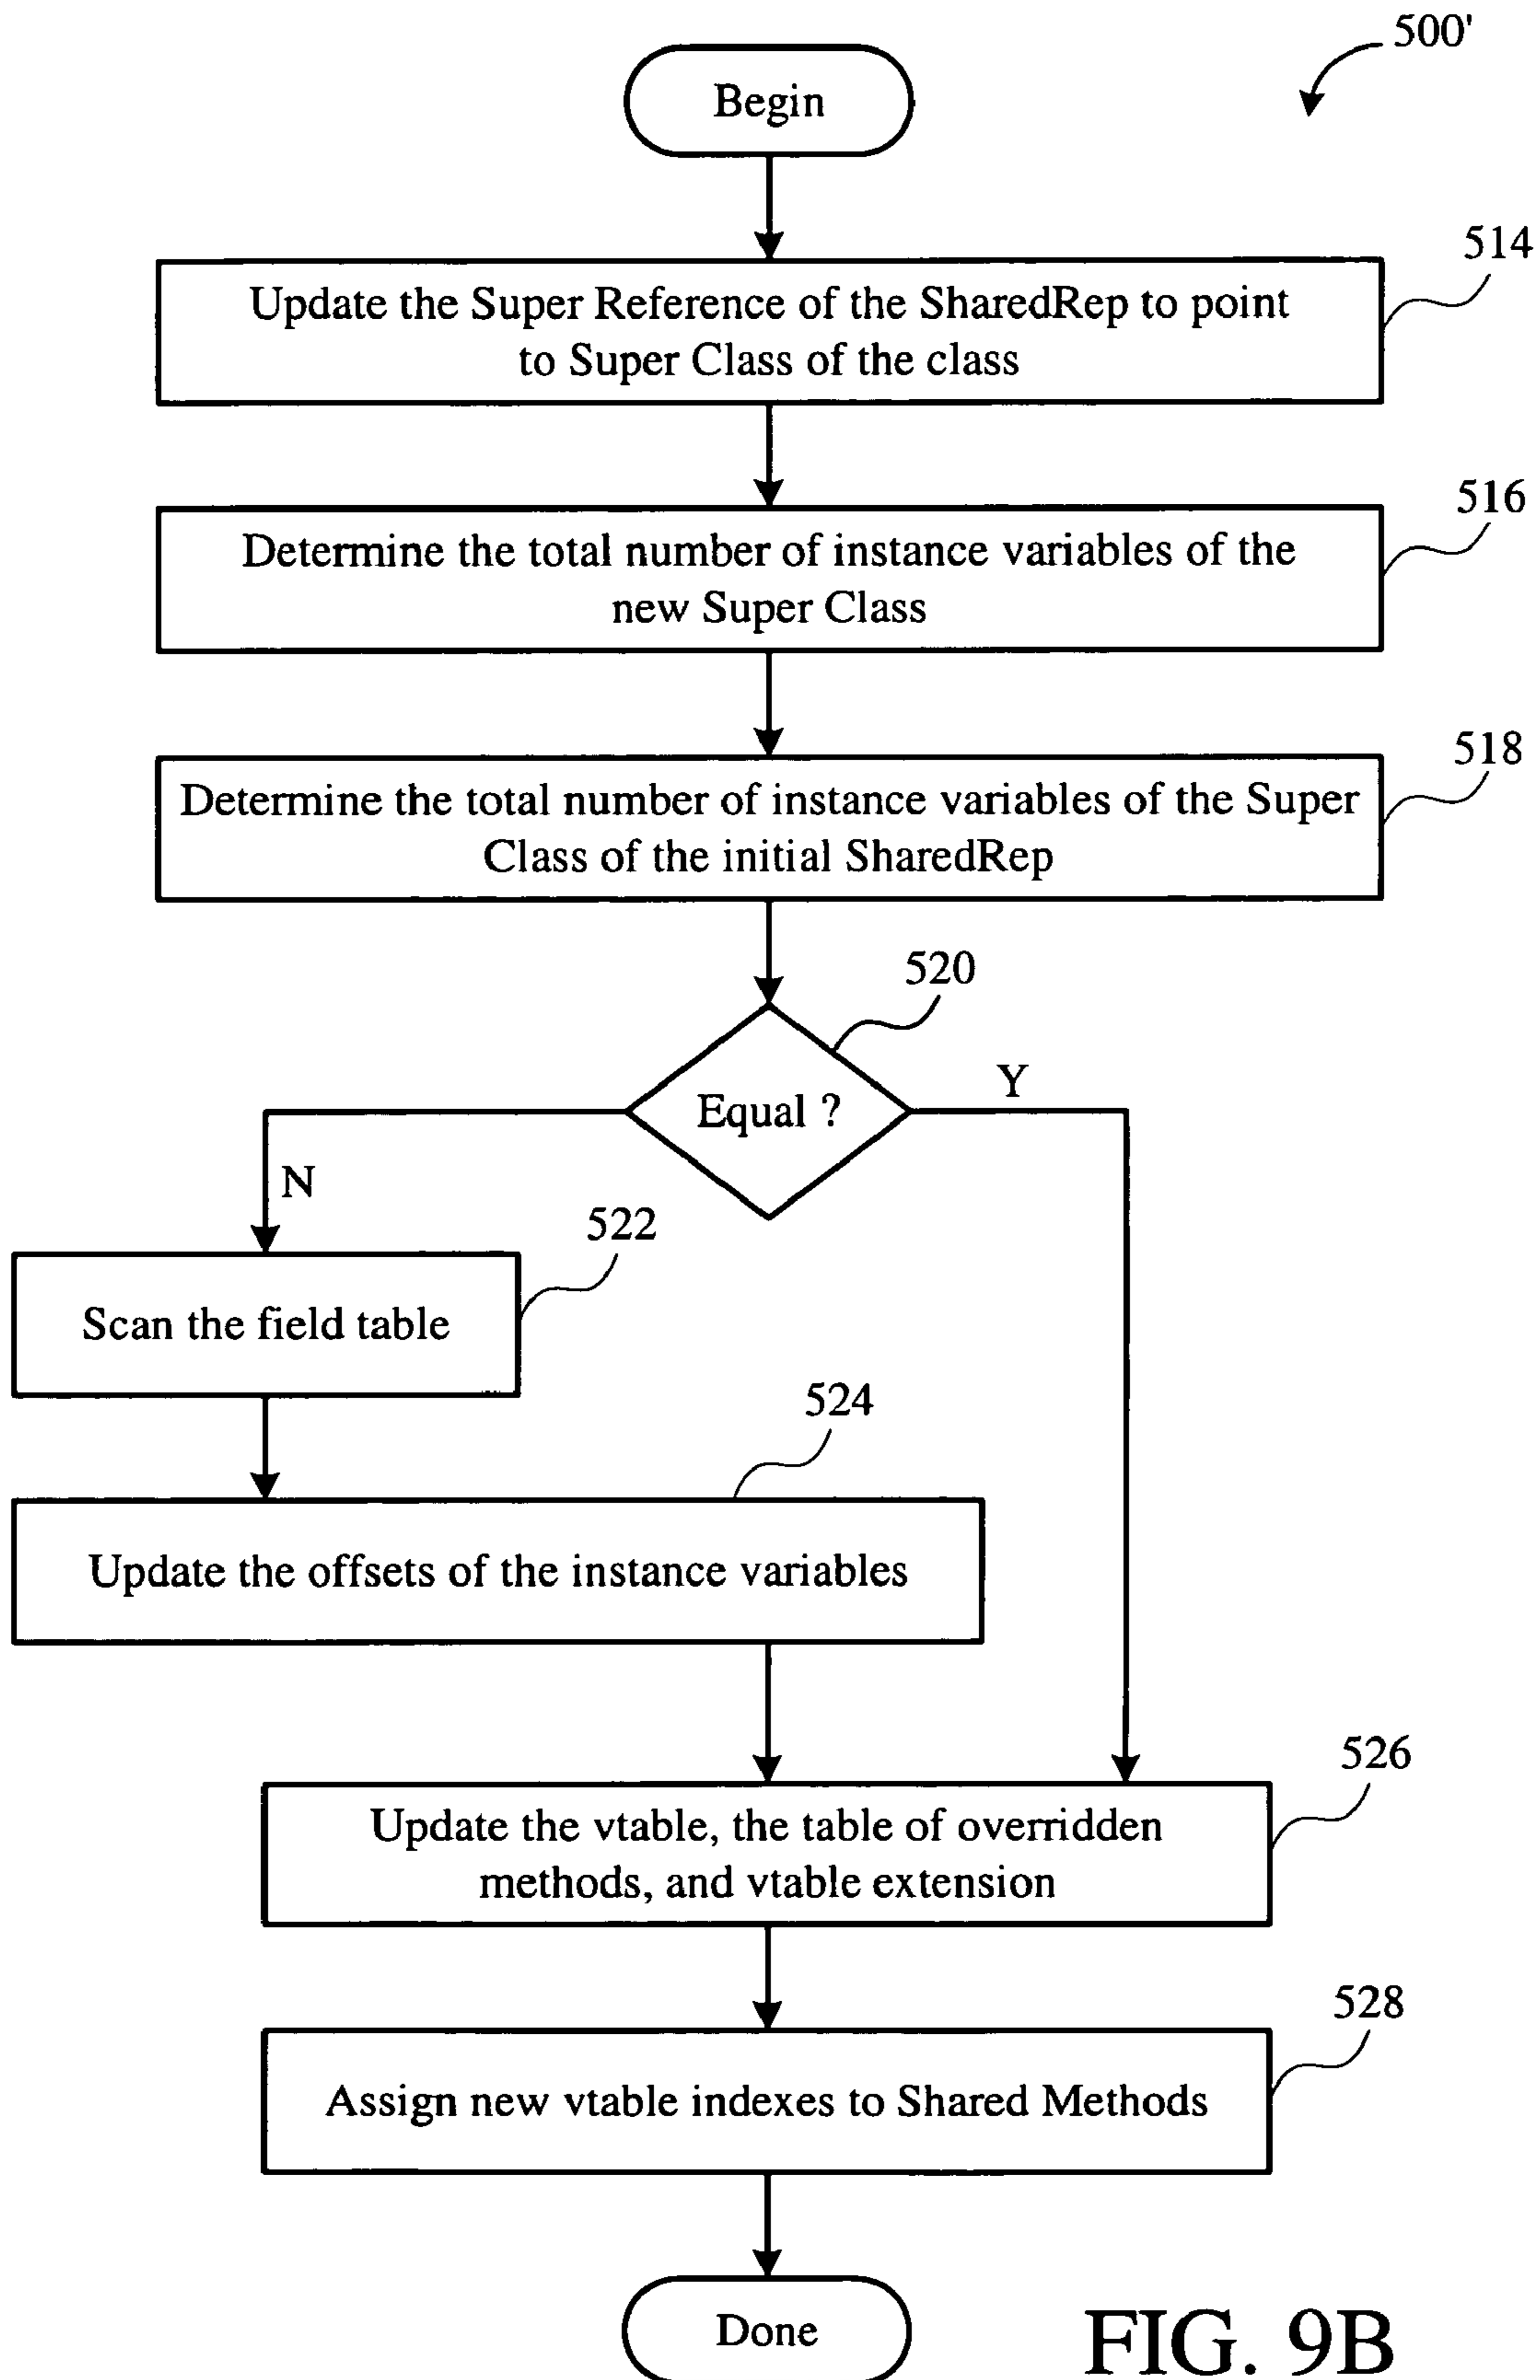 500'
Begin
514
Update the Super Reference of the SharedRep to point
to Super Class of the class
516
Determine the total number of instance variables of the
new Super Class
518
Determine the total number of instance variables of the Super
Class of the initial SharedRep
520
Equal ?
Y
N
522
Scan the field table
524
Update the offsets of the instance variables
526
Update the vtable, the table of overridden
methods, and vtable extension
528
Assign new vtable indexes to Shared Methods
Done
FIG. 9B